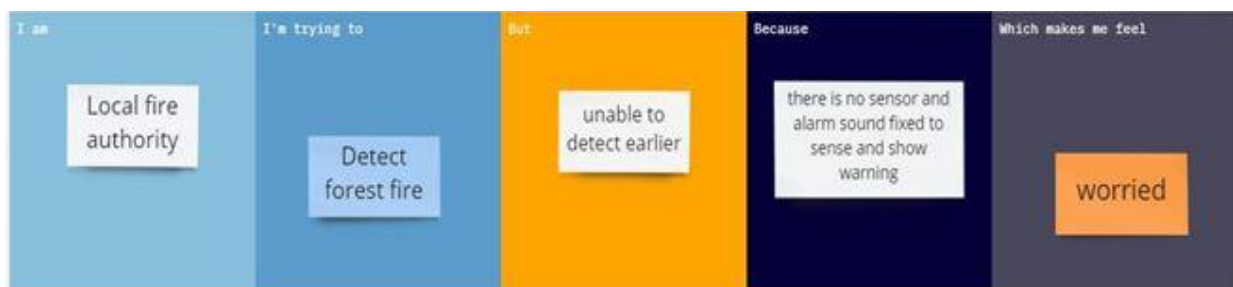 I am
Local fire
authority
I'm trying to
Detect
forest fire
But
unable to
detect earlier
Because
there is no sensor and
alarm sound fixed to
sense and show
warning
Which makes me feel
worried